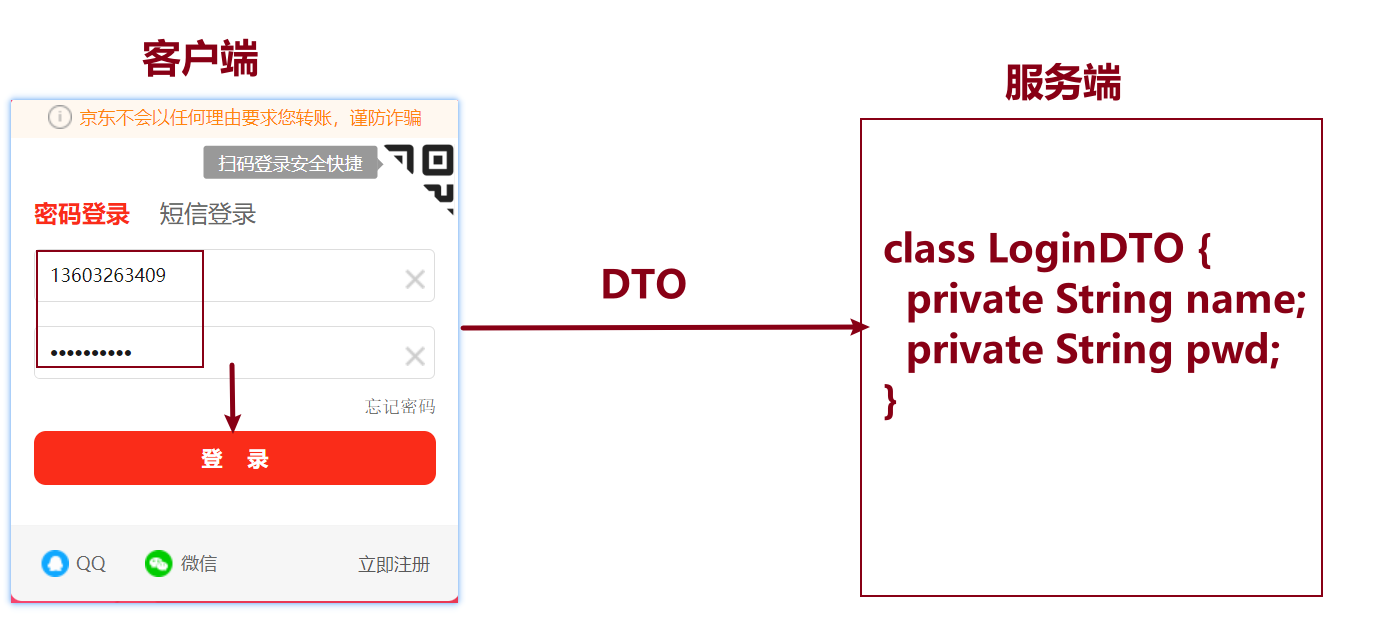 客户端
服务端
京东不会以任何理由要求您转账，谨防诈骗
扫码登录安全快捷
密码登录 短信登录
13603263409
••••••••••
忘记密码
登 录
QQ 微信 立即注册
DTO
class LoginDTO {
private String name;
private String pwd;
}